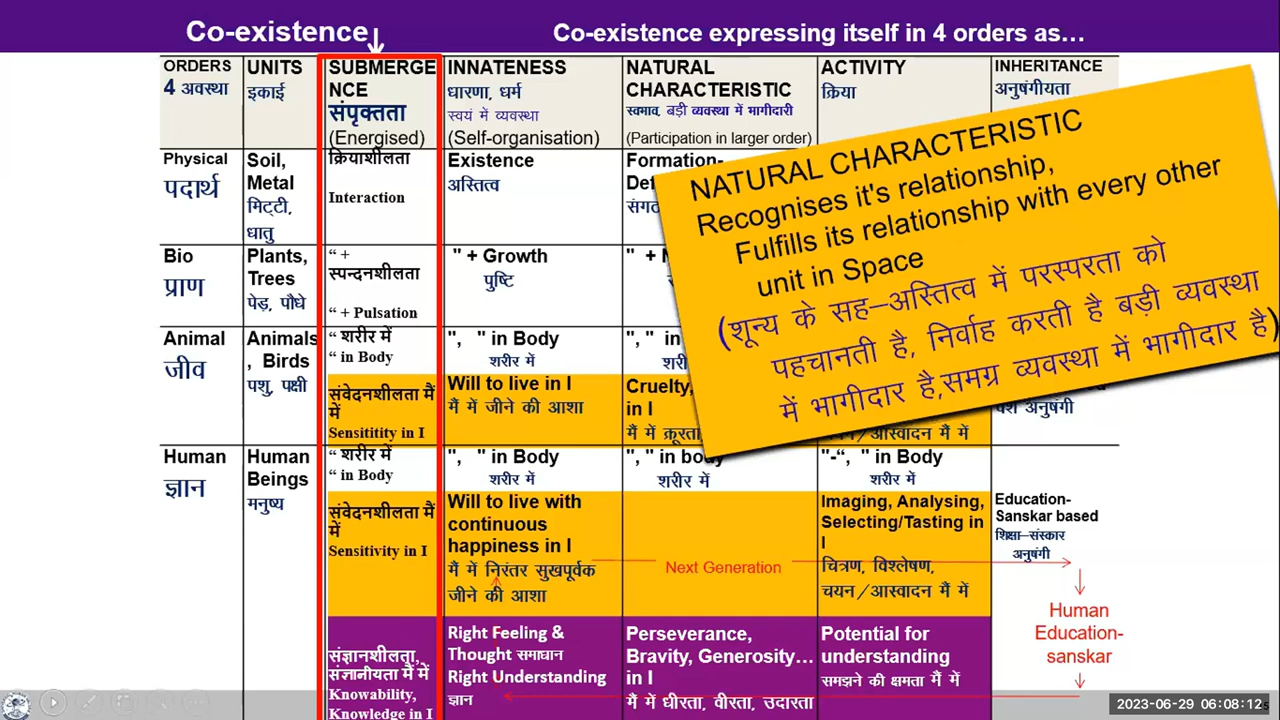 Co-existence
Co-existence expressing itself in 4 orders as…
ORDERS
4 अवस्था
UNITS
इकाई
SUBMERGE
NCE
संपृक्तता
(Energised)
INNATENESS
धारणा, धर्म
स्वयं में व्यवस्था
(Self-organisation)
NATURAL
CHARACTERISTIC
स्वभाव, बड़ी व्यवस्था में भागीदारी
(Participation in larger order)
ACTIVITY
क्रिया
INHERITANCE
अनुषंगीयता
Physical
पदार्थ
Soil,
Metal
मिट्टी,
धातु
क्रियाशीलता
Interaction
Existence
अस्तित्व
Formation-
Bio
प्राण
Plants,
Trees
पेड़, पौधे
“ +
स्पन्दनशीलता
“ + Pulsation
" + Growth
पुष्टि
" +
Animal
जीव
Animals
, Birds
पशु, पक्षी
“ शरीर में
“ in Body
", " in Body
शरीर में
", " in
संवेदनशीलता मैं
में
Sensitivity in I
Will to live in I
मैं में जीने की आशा
Cruelty,
in I
मैं में क्रूरता
/आस्वादन मैं में
अनुषंगी
Human
ज्ञान
Human
Beings
मनुष्य
“ शरीर में
“ in Body
", " in Body
शरीर में
", " in body
शरीर में
"-“, " in Body
शरीर में
संवेदनशीलता मैं
में
Sensitivity in I
Will to live with
continuous
happiness in I
मैं में निरंतर सुखपूर्वक
जीने की आशा
Next Generation
Imaging, Analysing,
Selecting/Tasting in
I
चित्रण, विश्लेषण,
चयन/आस्वादन मैं में
Education-
Sanskar based
शिक्षा–संस्कार
अनुषंगी
Human
Education-
sanskar
संज्ञानशीलता,
संज्ञानीयता मैं में
Knowability,
Knowledge in I
Right Feeling &
Thought समाधान
Right Understanding
ज्ञान
Perseverance,
Bravity, Generosity…
in I
मैं में धीरता, वीरता, उदारता
Potential for
understanding
समझने की क्षमता मैं में
NATURAL CHARACTERISTIC
Recognises it's relationship,
Fulfills its relationship with every other
unit in Space
(शून्य के सह–अस्तित्व में परस्परता को
पहचानती है, निर्वाह करती है बड़ी व्यवस्था
में भागीदार है,समग्र व्यवस्था में भागीदार है)
2023-06-29 06:08:12